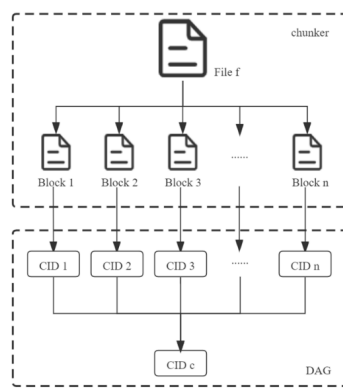 chunker
File f
Block 1 Block 2 Block 3 ...... Block n
CID 1 CID 2 CID 3 ...... CID n
CID c
DAG